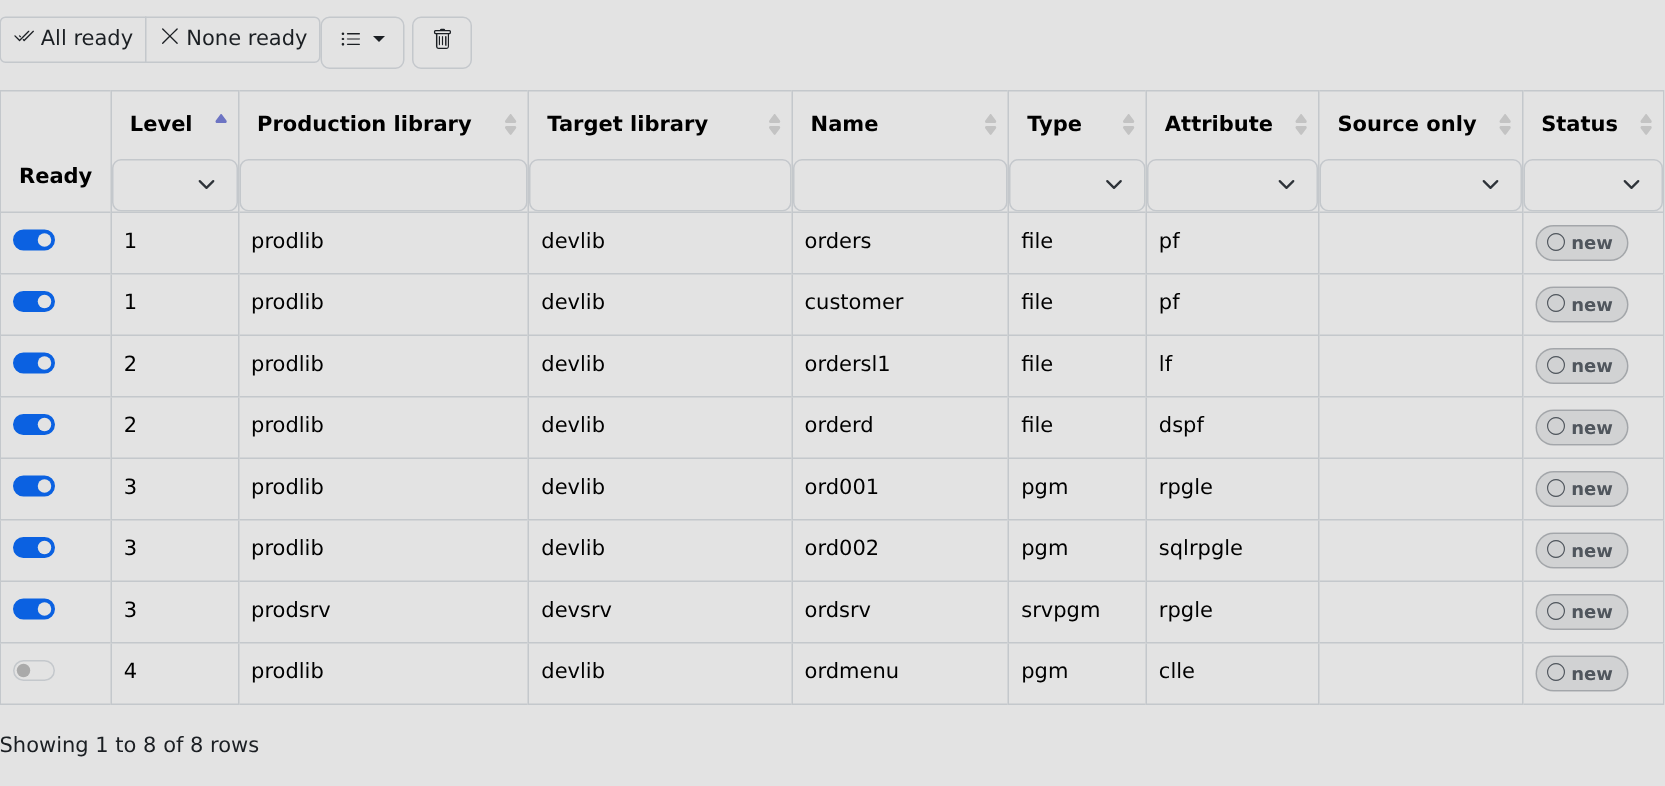 All ready None ready
Level Production library Target library Name Type Attribute Source only Status
Ready
1 prodlib devlib orders file pf new
1 prodlib devlib customer file pf new
2 prodlib devlib ordersl1 file lf new
2 prodlib devlib orderd file dspf new
3 prodlib devlib ord001 pgm rpgle new
3 prodlib devlib ord002 pgm sqlrpgle new
3 prodsrv devsrv ordsrv srvpgm rpgle new
4 prodlib devlib ordmenu pgm clle new
Showing 1 to 8 of 8 rows